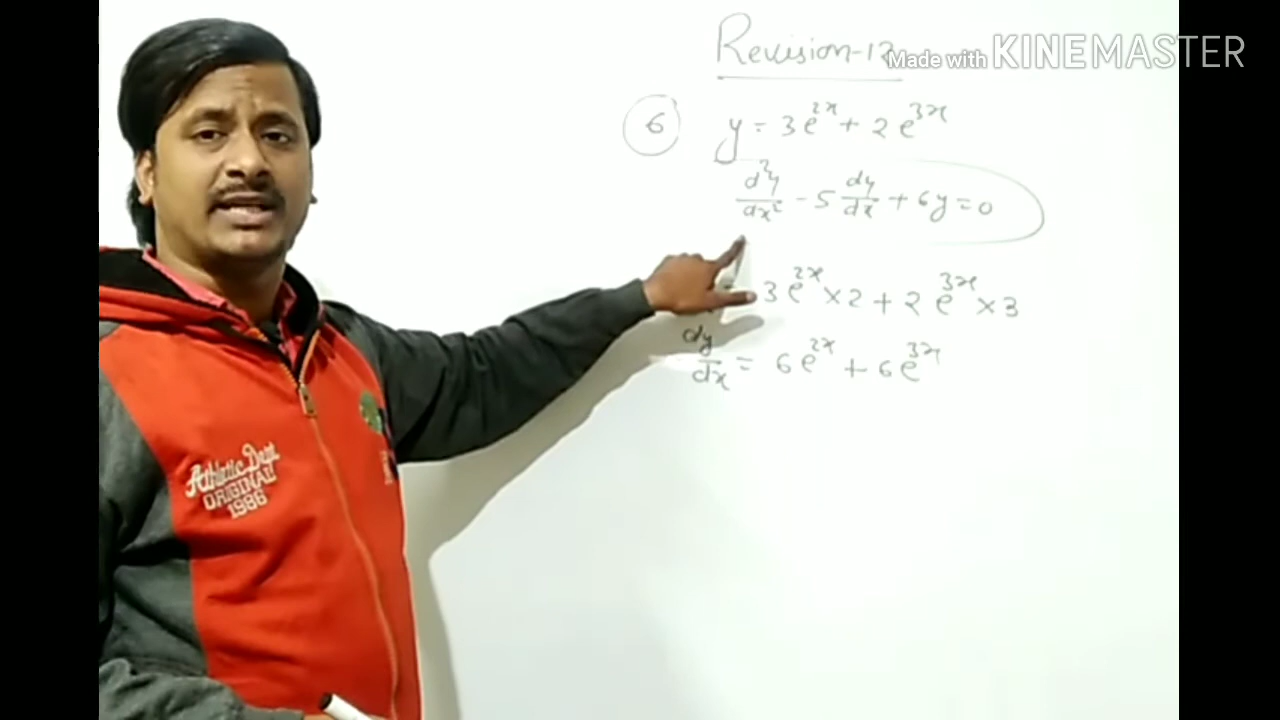 Revision-12
Made with KINEMASTER
6 y = 3e^{2x} + 2e^{3x}
d²y/dx² - 5 dy/dx + 6y = 0
3e^{2x} × 2 + 2e^{3x} × 3
dy/dx = 6e^{2x} + 6e^{3x}
Athletic Dept
ORIGINAL
1986